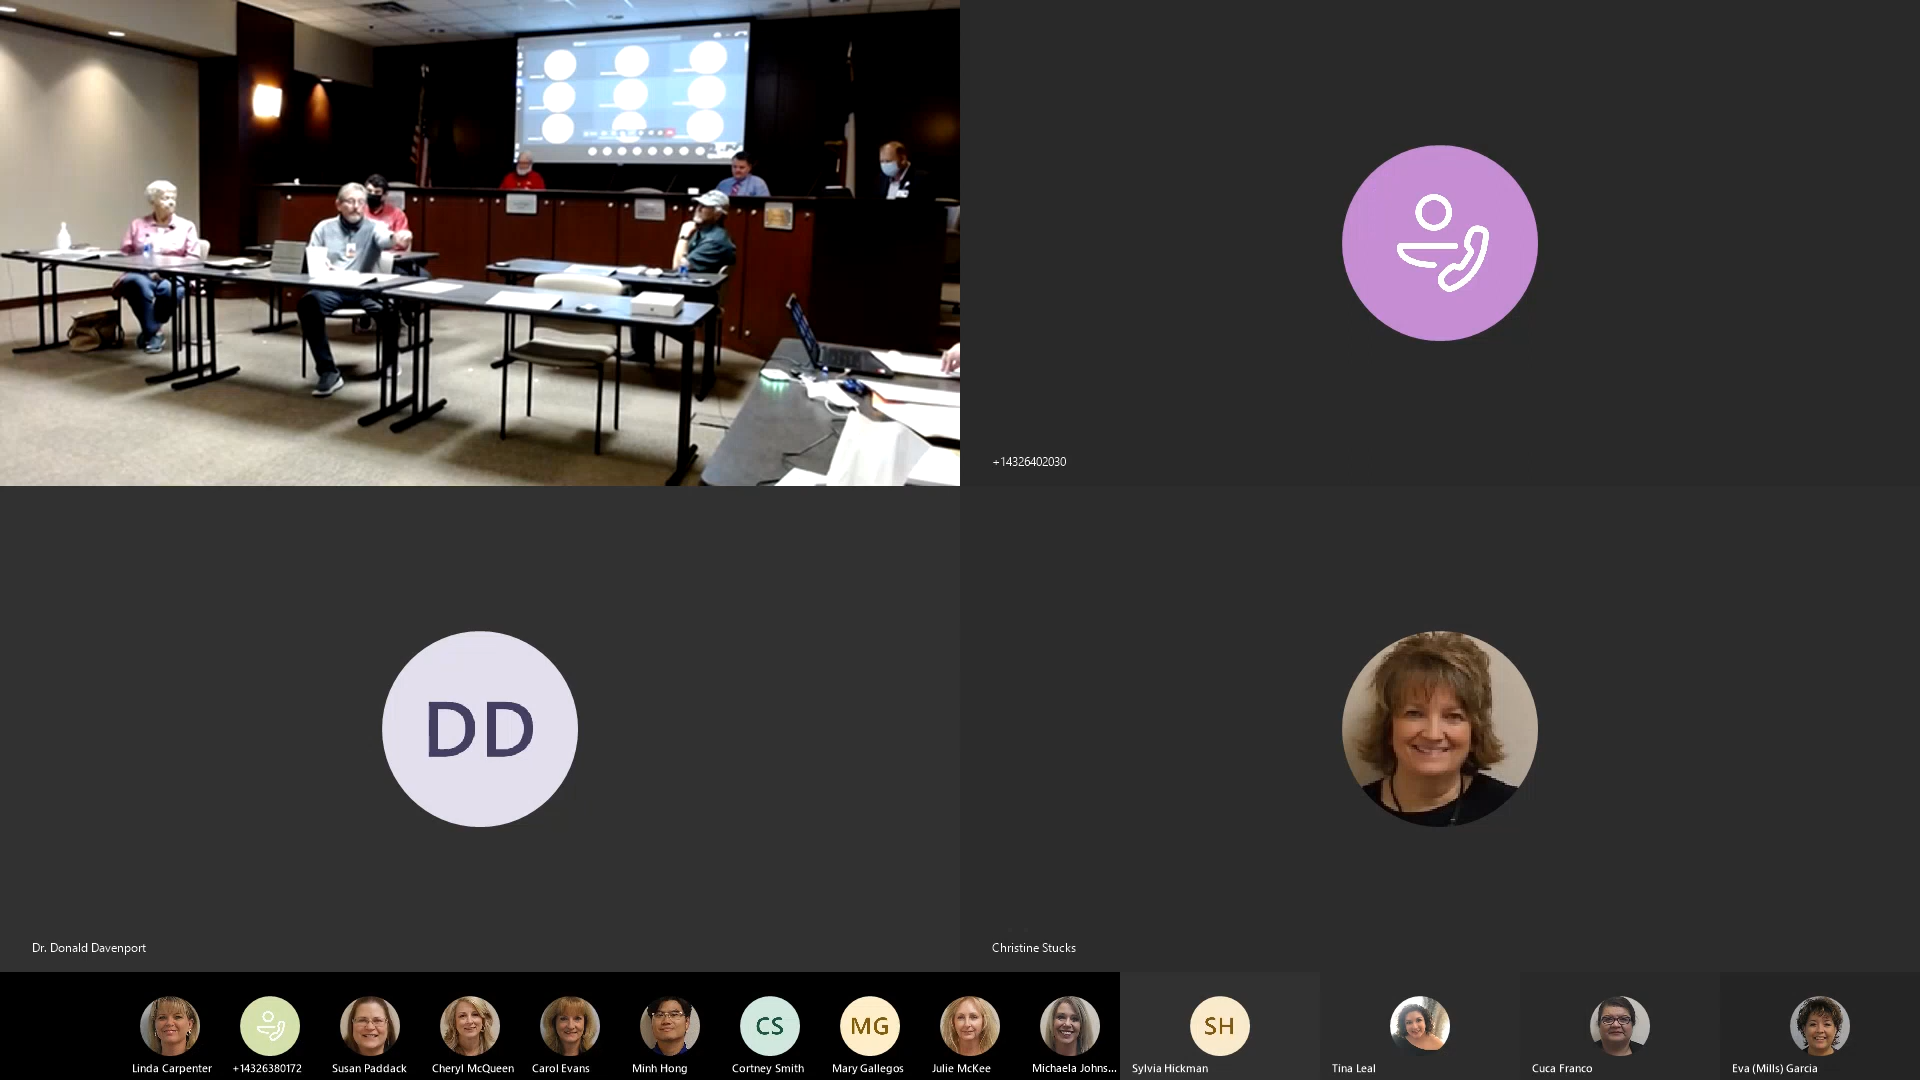 +14326402030
DD
Dr. Donald Davenport
Christine Stucks
CS
MG
SH
Linda Carpenter
+14326380172
Susan Paddack
Cheryl McQueen
Carol Evans
Minh Hong
Cortney Smith
Mary Gallegos
Julie McKee
Michaela Johns...
Sylvia Hickman
Tina Leal
Cuca Franco
Eva (Mills) Garcia